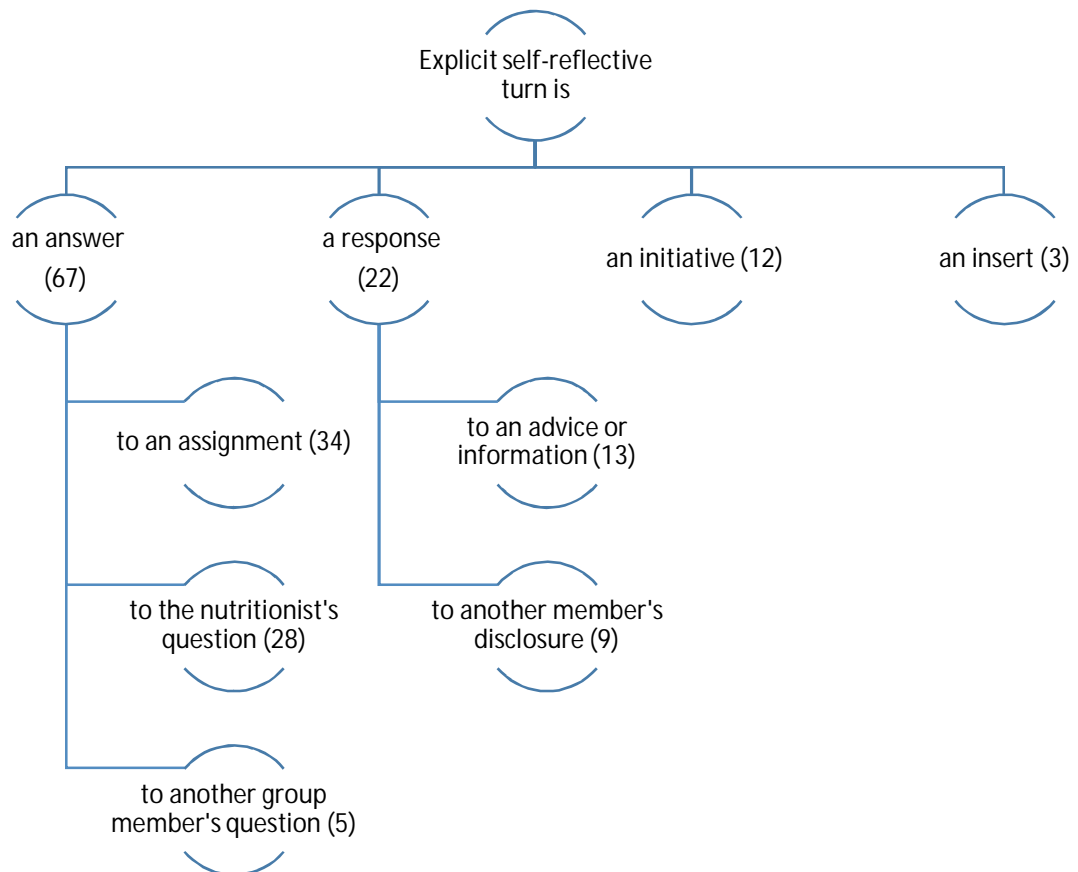 Explicit self-reflective
turn is
an answer
(67)
a response
(22)
an initiative (12)
an insert (3)
to an assignment (34)
to an advice or
information (13)
to the nutritionist's
question (28)
to another member's
disclosure (9)
to another group
member's question (5)